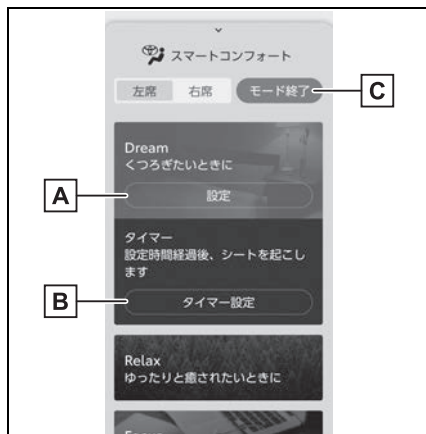 スマートコンフォート
左席 右席 モード終了 C
Dream
くつろぎたいときに
A 設定
タイマー
設定時間経過後、シートを起こし
ます
B タイマー設定
Relax
ゆったりと癒されたいときに